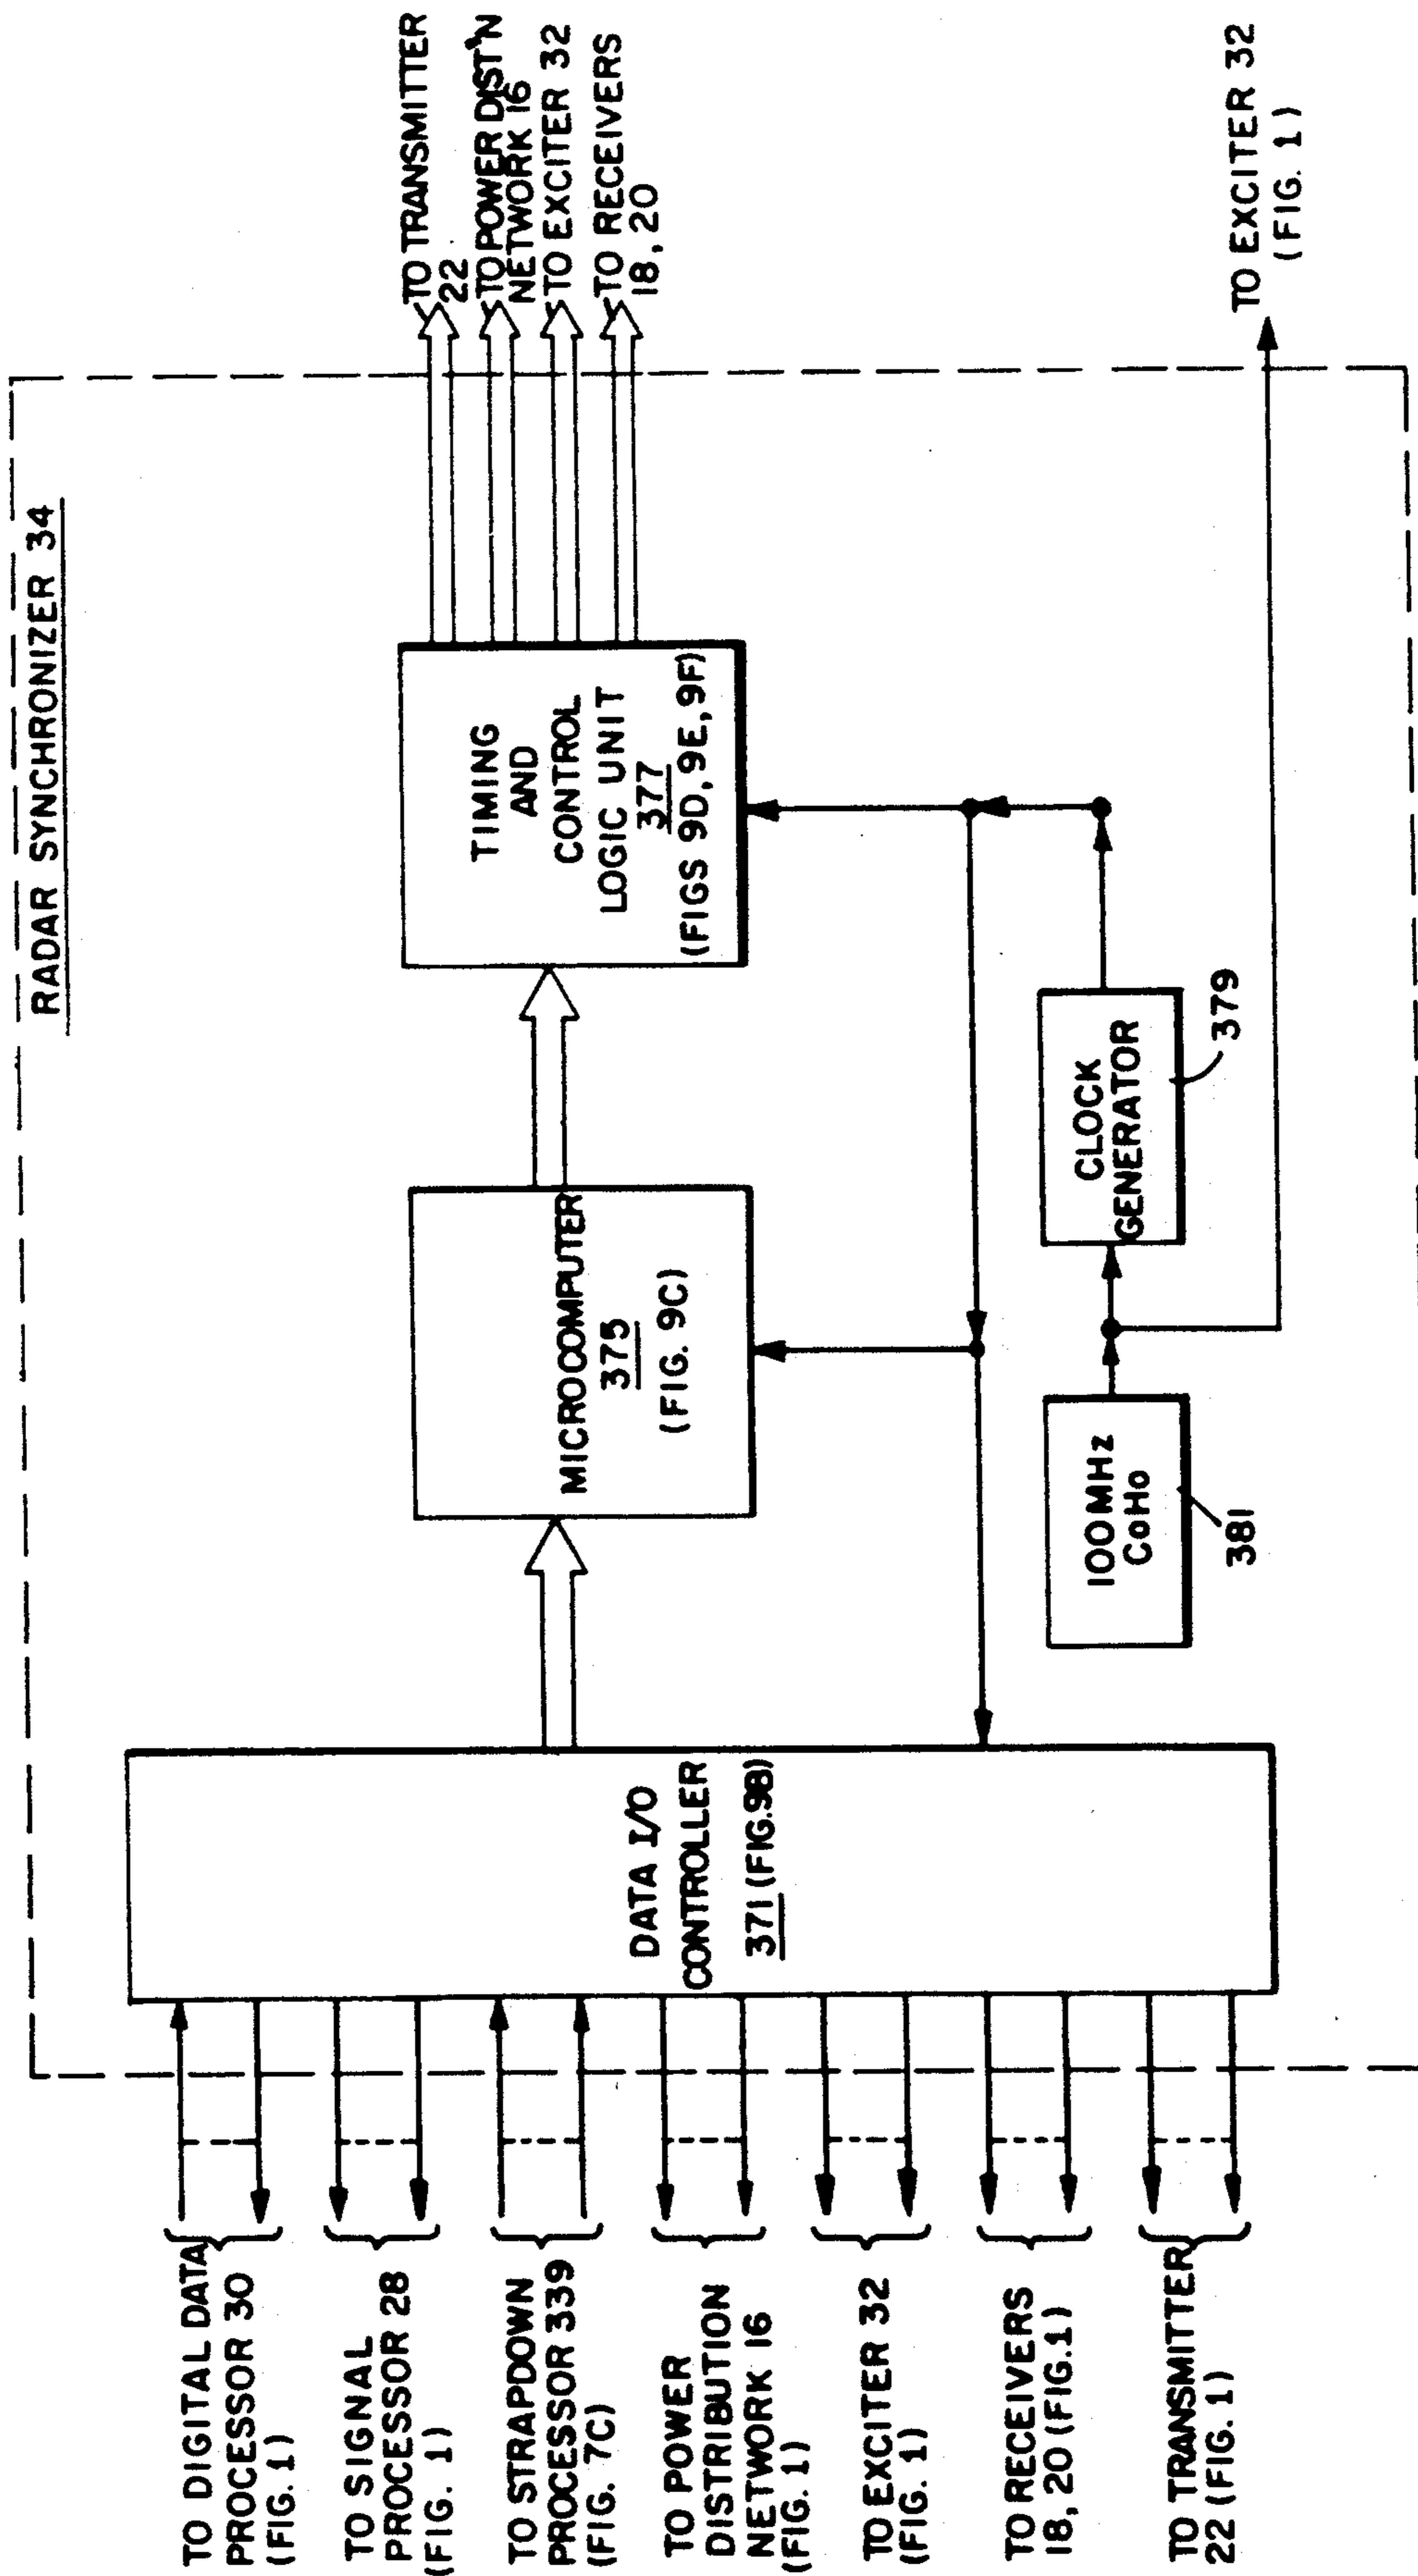 RADAR SYNCHRONIZER 34
TO DIGITAL DATA
PROCESSOR 30
(FIG. 1)
TO SIGNAL
PROCESSOR 28
(FIG. 1)
TO STRAPDOWN
PROCESSOR 339
(FIG. 7C)
TO POWER
DISTRIBUTION
NETWORK 16
(FIG. 1)
TO EXCITER 32
(FIG. 1)
TO RECEIVERS
18, 20 (FIG.1)
TO TRANSMITTER
22 (FIG. 1)
DATA I/O
CONTROLLER
371 (FIG.9B)
MICROCOMPUTER
375
(FIG. 9C)
TIMING
AND
CONTROL
LOGIC UNIT
377
(FIGS 9D, 9E, 9F)
TO TRANSMITTER
22
TO POWER DIST'N
NETWORK 16
TO EXCITER 32
TO RECEIVERS
18, 20
100 MHz
COHO
381
CLOCK
GENERATOR
379
TO EXCITER 32
(FIG. 1)